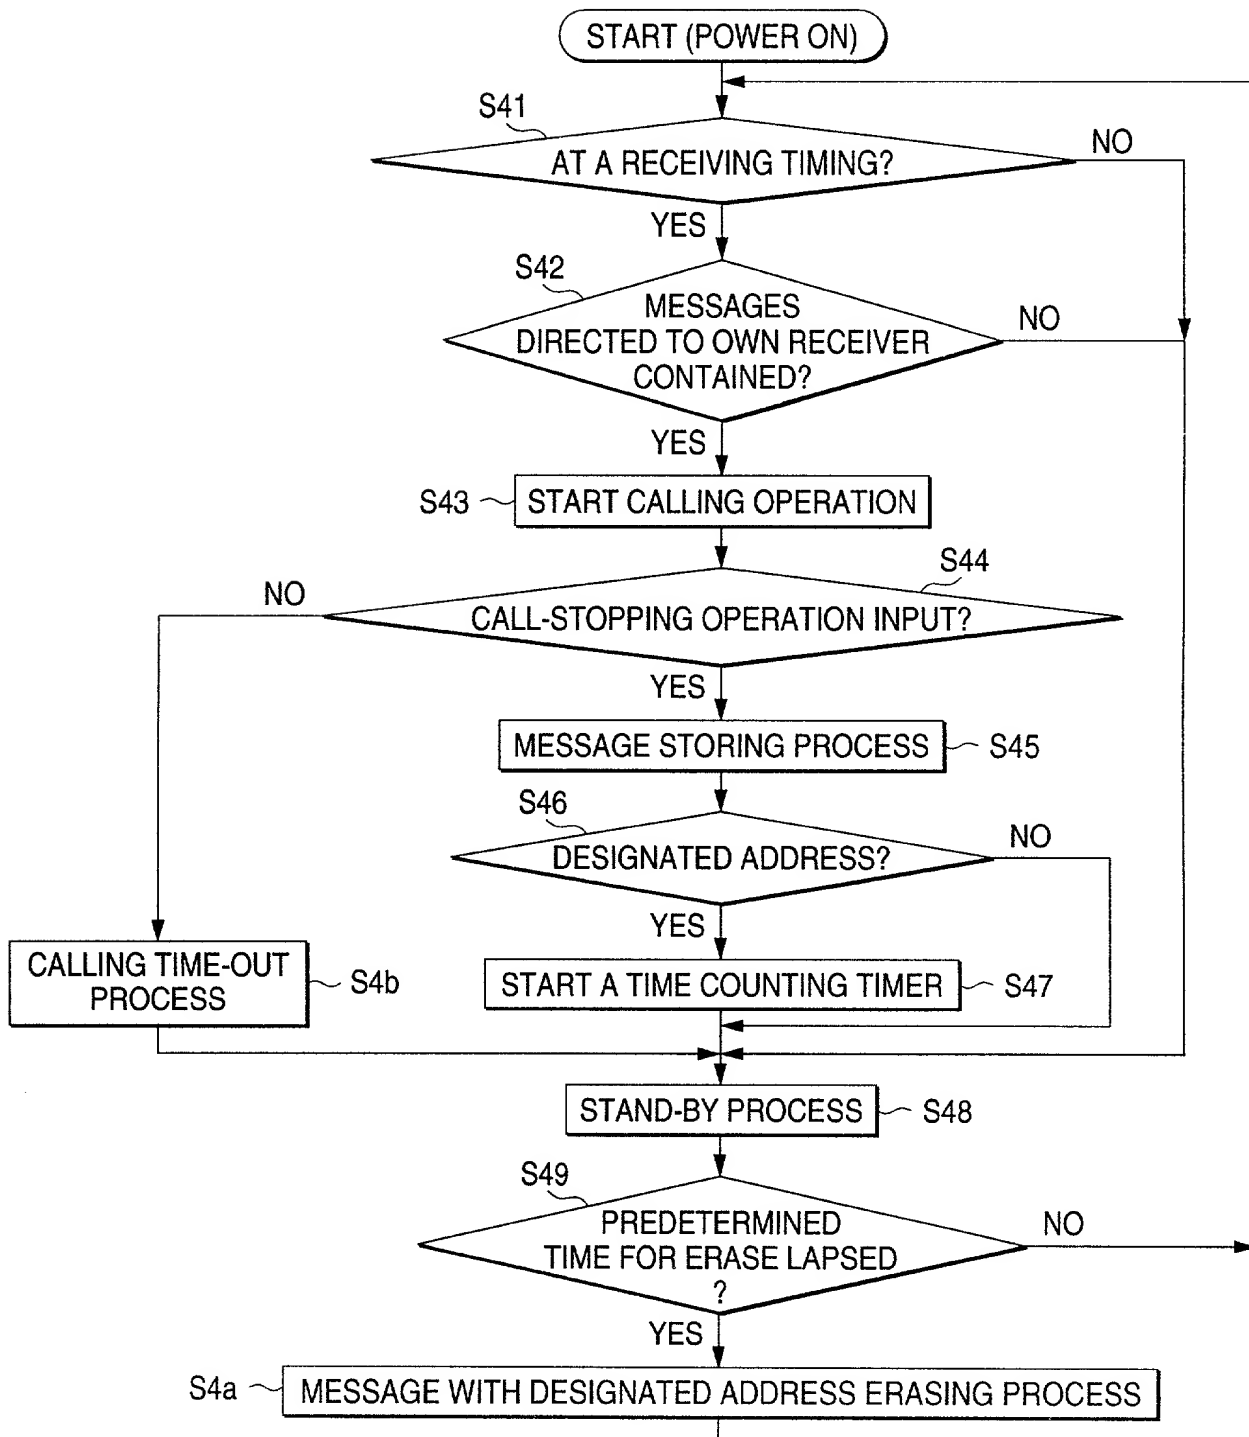 START (POWER ON)
S41
AT A RECEIVING TIMING?
NO
YES
S42
MESSAGES
DIRECTED TO OWN RECEIVER
CONTAINED?
NO
YES
S43
START CALLING OPERATION
S44
NO
CALL-STOPPING OPERATION INPUT?
YES
MESSAGE STORING PROCESS
S45
S46
DESIGNATED ADDRESS?
NO
YES
CALLING TIME-OUT
PROCESS
S4b
START A TIME COUNTING TIMER
S47
STAND-BY PROCESS
S48
S49
PREDETERMINED
TIME FOR ERASE LAPSED
?
NO
YES
S4a
MESSAGE WITH DESIGNATED ADDRESS ERASING PROCESS